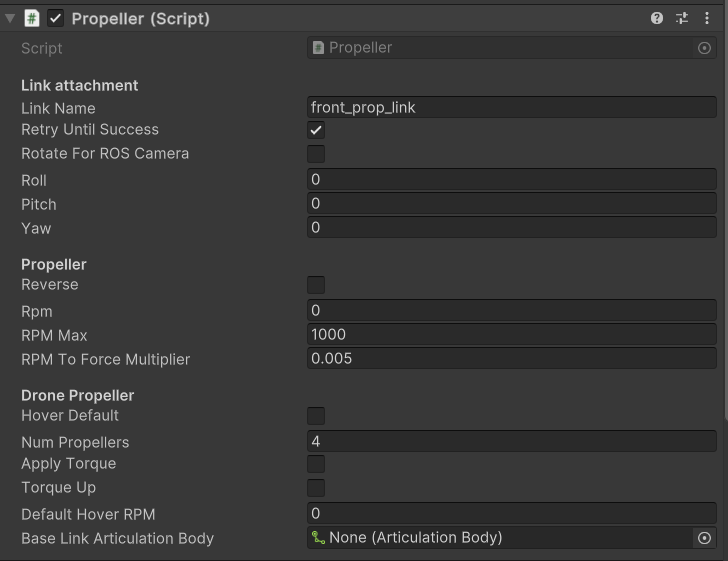 # Propeller (Script)
Script Propeller
Link attachment
Link Name front_prop_link
Retry Until Success
Rotate For ROS Camera
Roll 0
Pitch 0
Yaw 0
Propeller
Reverse
Rpm 0
RPM Max 1000
RPM To Force Multiplier 0.005
Drone Propeller
Hover Default
Num Propellers 4
Apply Torque
Torque Up
Default Hover RPM 0
Base Link Articulation Body None (Articulation Body)